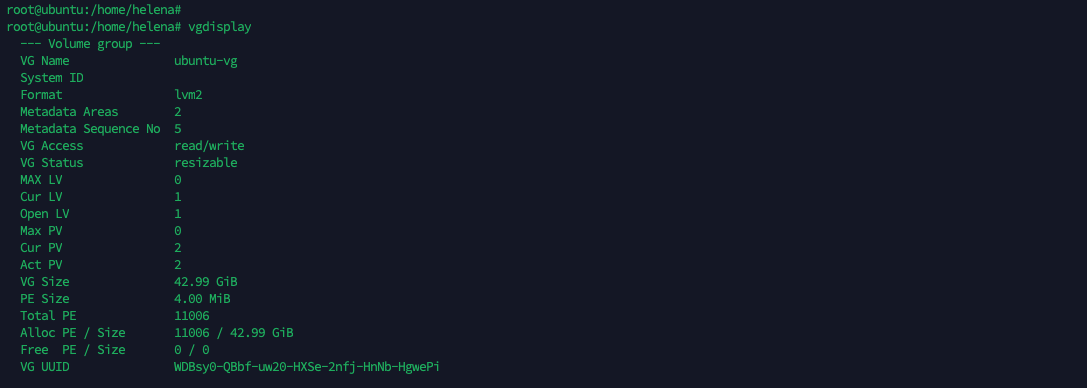 root@ubuntu:/home/helena#
root@ubuntu:/home/helena# vgdisplay
  --- Volume group ---
  VG Name               ubuntu-vg
  System ID
  Format                lvm2
  Metadata Areas        2
  Metadata Sequence No  5
  VG Access             read/write
  VG Status             resizable
  MAX LV                0
  Cur LV                1
  Open LV               1
  Max PV                0
  Cur PV                2
  Act PV                2
  VG Size               42.99 GiB
  PE Size               4.00 MiB
  Total PE              11006
  Alloc PE / Size       11006 / 42.99 GiB
  Free  PE / Size       0 / 0
  VG UUID               WDBsy0-QBbf-uw20-HXSe-2nfj-HnNb-HgwePi